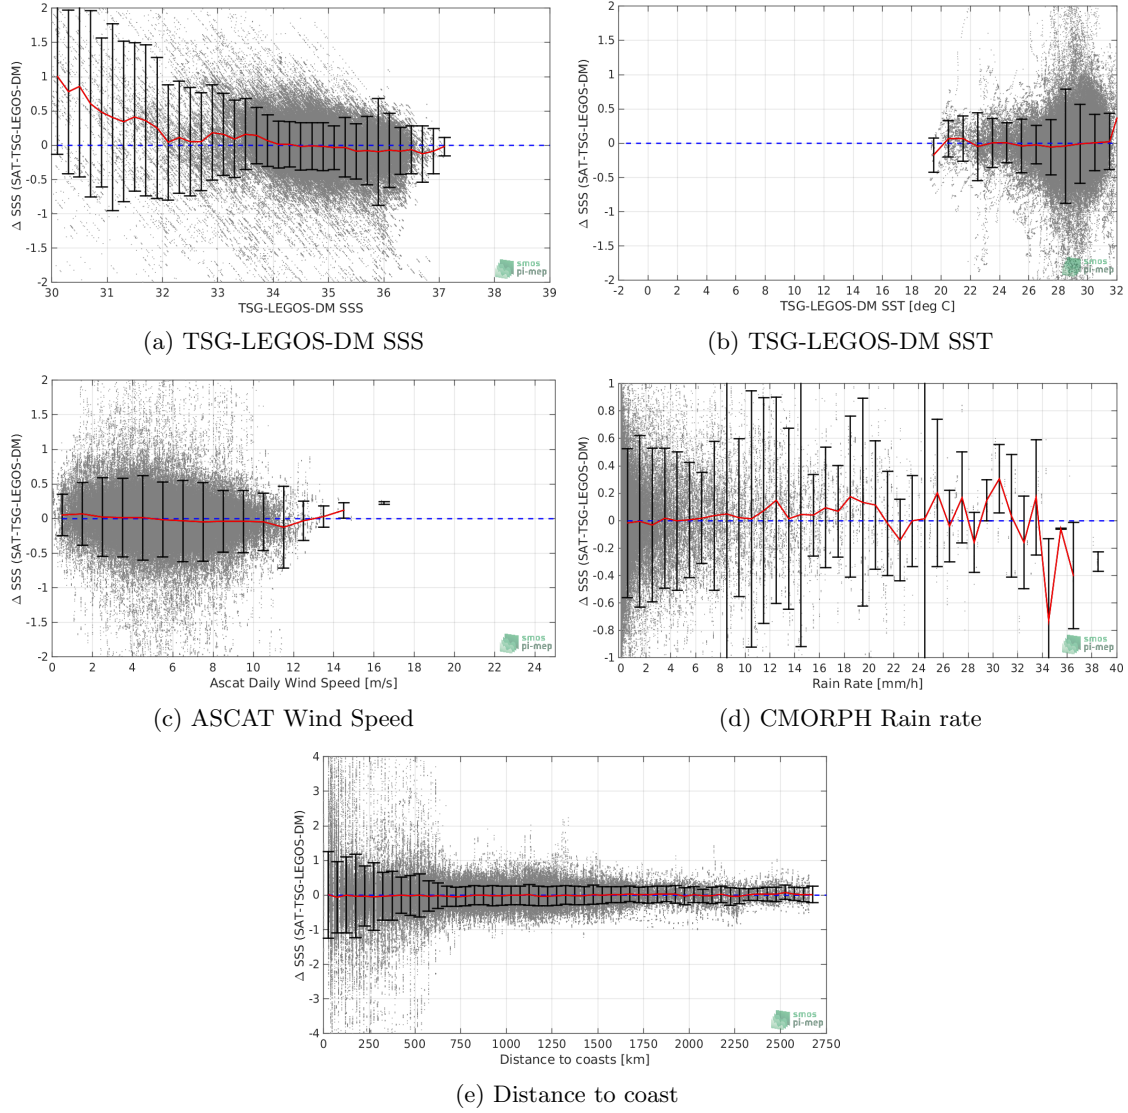 2
1.5
1
0.5
0
-0.5
-1
-1.5
-2
Δ SSS (SAT-TSG-LEGOS-DM)
30 31 32 33 34 35 36 37 38 39
TSG-LEGOS-DM SSS
smos
pi-mep
(a) TSG-LEGOS-DM SSS
2
1.5
1
0.5
0
-0.5
-1
-1.5
-2
Δ SSS (SAT-TSG-LEGOS-DM)
-2 0 2 4 6 8 10 12 14 16 18 20 22 24 26 28 30 32
TSG-LEGOS-DM SST [deg C]
smos
pi-mep
(b) TSG-LEGOS-DM SST
2
1.5
1
0.5
0
-0.5
-1
-1.5
-2
Δ SSS (SAT-TSG-LEGOS-DM)
0 2 4 6 8 10 12 14 16 18 20 22 24
Ascat Daily Wind Speed [m/s]
smos
pi-mep
(c) ASCAT Wind Speed
1
0.8
0.6
0.4
0.2
0
-0.2
-0.4
-0.6
-0.8
-1
Δ SSS (SAT-TSG-LEGOS-DM)
0 2 4 6 8 10 12 14 16 18 20 22 24 26 28 30 32 34 36 38 40
Rain Rate [mm/h]
smos
pi-mep
(d) CMORPH Rain rate
4
3
2
1
0
-1
-2
-3
-4
Δ SSS (SAT-TSG-LEGOS-DM)
0 250 500 750 1000 1250 1500 1750 2000 2250 2500 2750
Distance to coasts [km]
smos
pi-mep
(e) Distance to coast